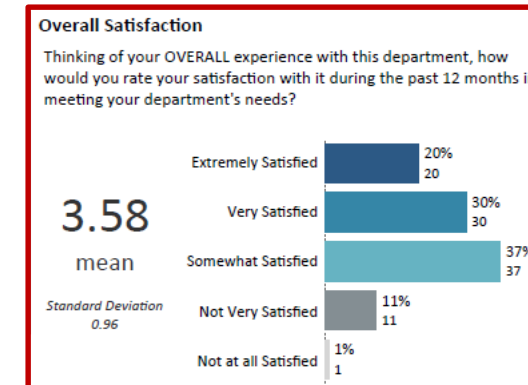 Overall Satisfaction
Thinking of your OVERALL experience with this department, how
would you rate your satisfaction with it during the past 12 months i
meeting your department's needs?
Extremely Satisfied
20%
20
Very Satisfied
30%
30
3.58
mean
Somewhat Satisfied
37%
37
Standard Deviation
0.96
Not Very Satisfied
11%
11
Not at all Satisfied
1%
1